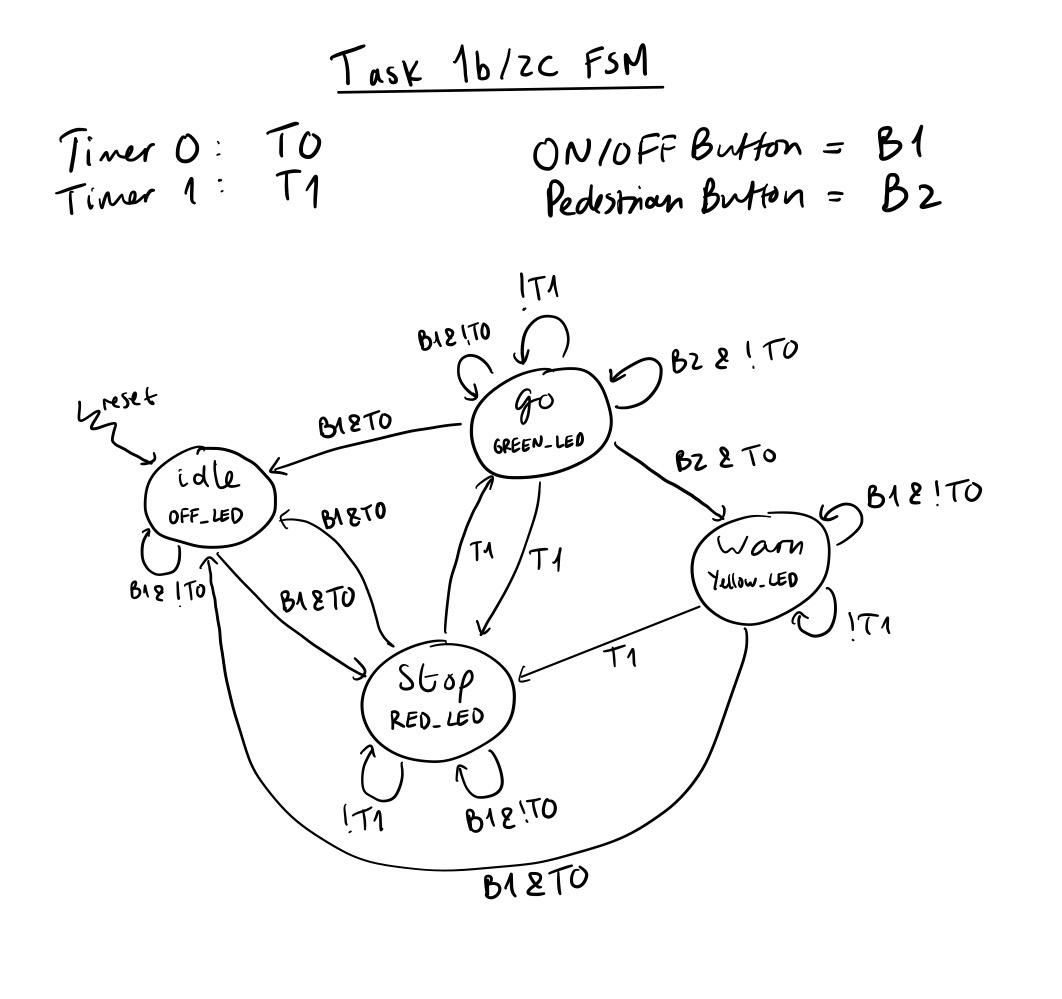 Task 1b/2c FSM
Timer 0 : T0
Timer 1 : T1
ON/OFF Button = B1
Pedestrian Button = B2
!T1
B1&!T0
B2 & !T0
go
GREEN_LED
reset
B1&T0
B2 & T0
idle
OFF_LED
B1&!T0
B1&T0
B1&T0
T1
T1
B1&!T0
Warn
Yellow_LED
!T1
T1
Stop
RED_LED
!T1
B1&!T0
B1&T0